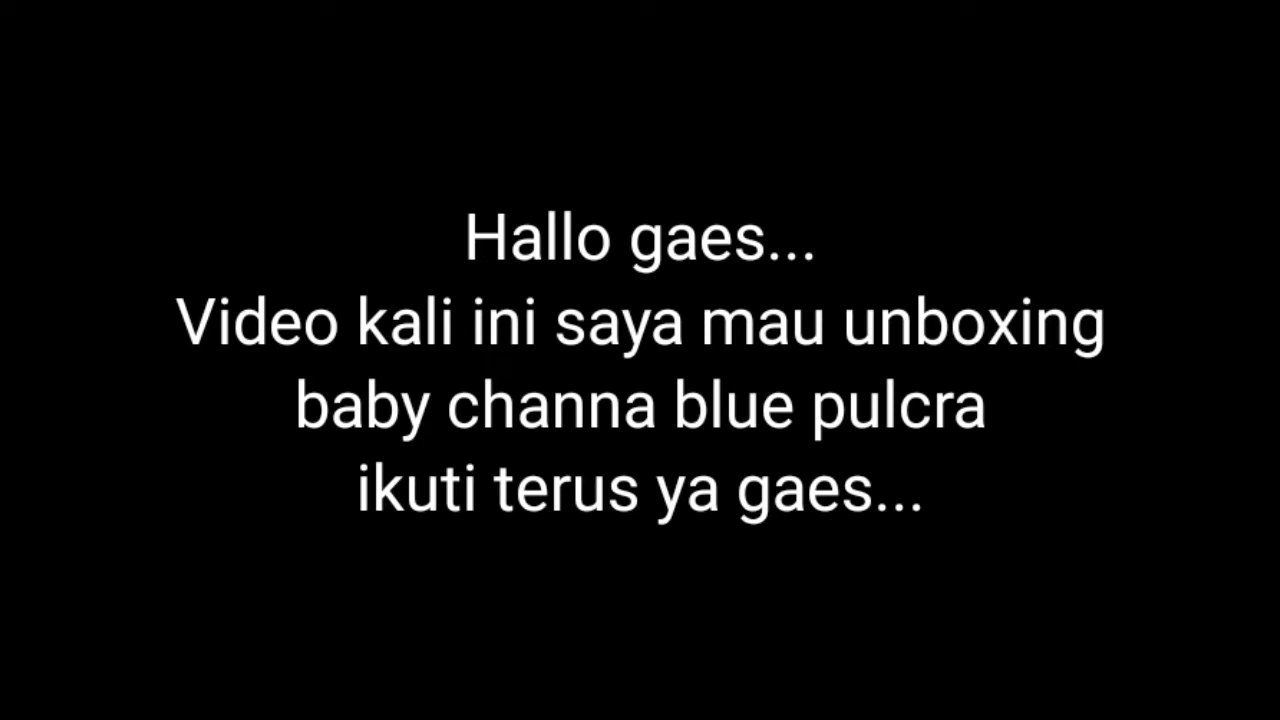 Hallo gaes...
Video kali ini saya mau unboxing
baby channa blue pulcra
ikuti terus ya gaes...